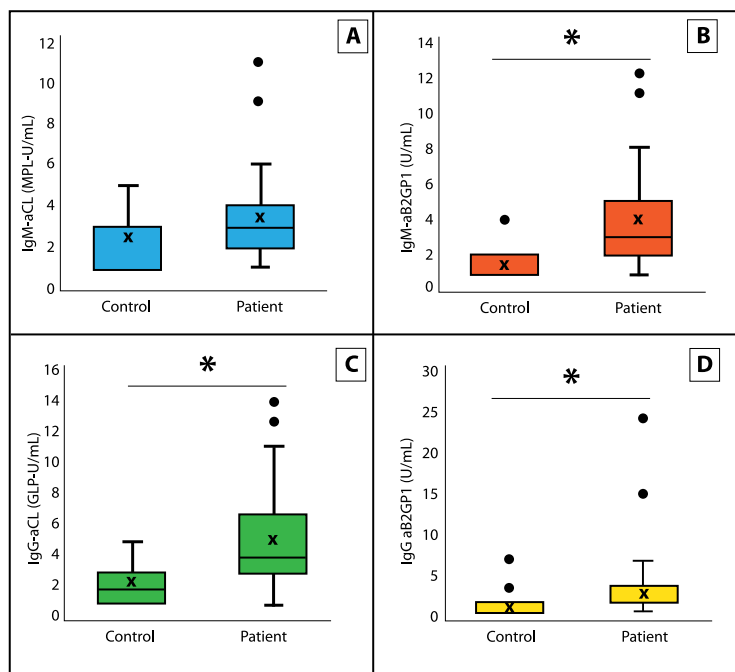 A
IgM-aCL (MPL-U/mL)
12
10
8
6
4
2
0
x
x
Control Patient
B
*
IgM-aB2GP1 (U/mL)
14
12
10
8
6
4
2
0
x
x
Control Patient
C
*
IgG-aCL (GLP-U/mL)
16
14
12
10
8
6
4
2
0
x
x
Control Patient
D
*
IgG aB2GP1 (U/mL)
30
25
20
15
10
5
0
x
x
Control Patient